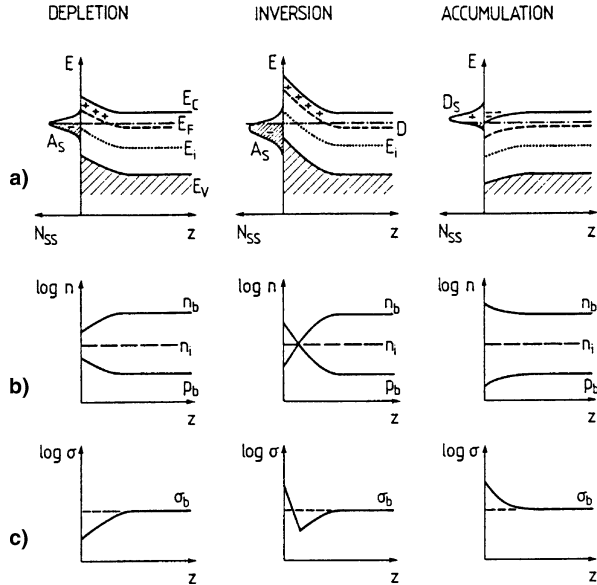 DEPLETION INVERSION ACCUMULATION
E E E
E_C D_S
E_F D
A_S E_i A_S E_i
a) E_V
N_SS z N_SS z N_SS z
log n log n log n
n_b n_b n_b
n_i n_i n_i
b) p_b p_b p_b
z z z
log σ log σ log σ
σ_b σ_b σ_b
c)
z z z